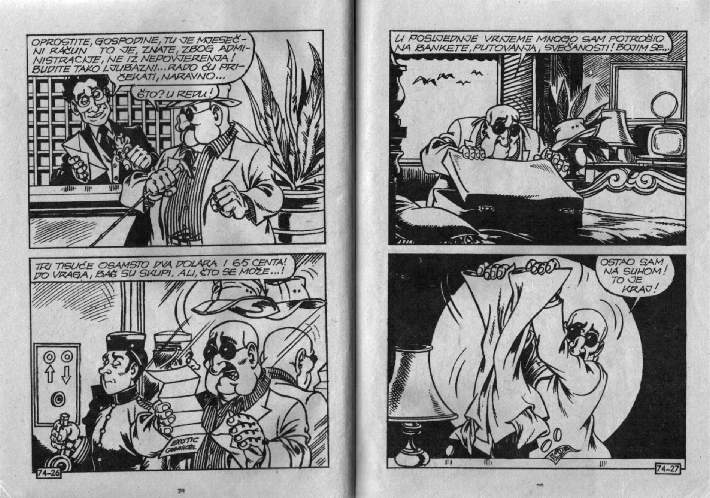 OPROSTITE, GOSPODINE, TU JE MJESEČ-
NI RAČUN TO JE, ZNATE, ZBOG ADMI-
NISTRACIJE, NE IZ NEPOVJERENJA!
BUDITE TAKO LJUBAZNI... RADO ĆU PRI-
ČEKATI, NARAVNO...
ČTO? U REDU!
TRI TISUĆE OSAMSTO DVA DOLARA I 65 CENTA!
DO VRAGA, BAŠ SU SKUPI, ALI, ČTO SE MOŽE...!
EXOTIC
74-26
U POSLJEDNJE VRIJEME MNOGO SAM POTROŠIO
NA BANKETE, PUTOVANJA, SVEČANOSTI! BOJIM SE...
OSTAO SAM
NA SUHOM!
TO JE
KRAJ!
74-27